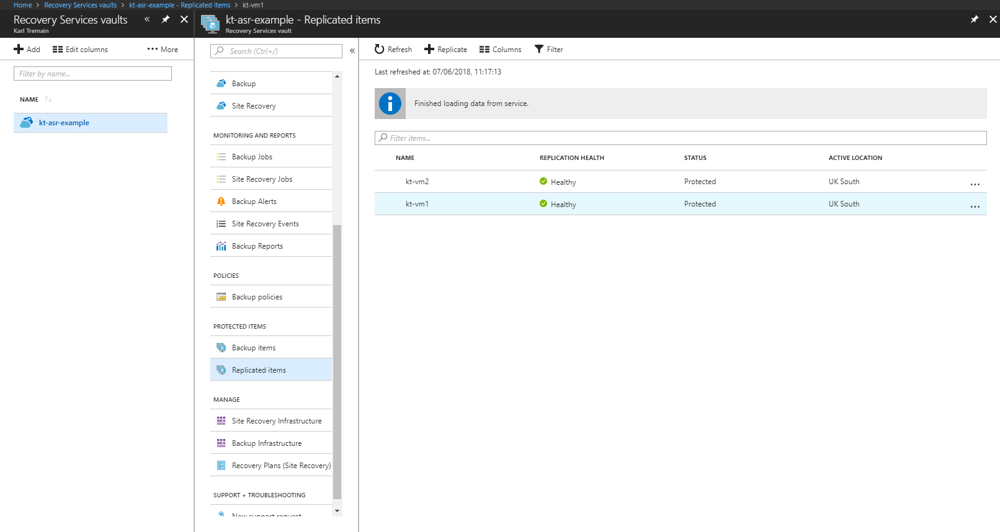 Home > Recovery Services vaults > kt-asr-example - Replicated items > kt-vm1
Recovery Services vaults
Karl Tremain
Add
Edit columns
More
Filter by name...
NAME
kt-asr-example
kt-asr-example - Replicated items
Recovery Services vault
Search (Ctrl+/)
Backup
Site Recovery
MONITORING AND REPORTS
Backup Jobs
Site Recovery Jobs
Backup Alerts
Site Recovery Events
Backup Reports
POLICIES
Backup policies
PROTECTED ITEMS
Backup items
Replicated items
MANAGE
Site Recovery Infrastructure
Backup Infrastructure
Recovery Plans (Site Recovery)
SUPPORT + TROUBLESHOOTING
New support request
Refresh
Replicate
Columns
Filter
Last refreshed at: 07/06/2018, 11:17:13
Finished loading data from service.
Filter items...
NAME REPLICATION HEALTH STATUS ACTIVE LOCATION
kt-vm2 Healthy Protected UK South ...
kt-vm1 Healthy Protected UK South ...